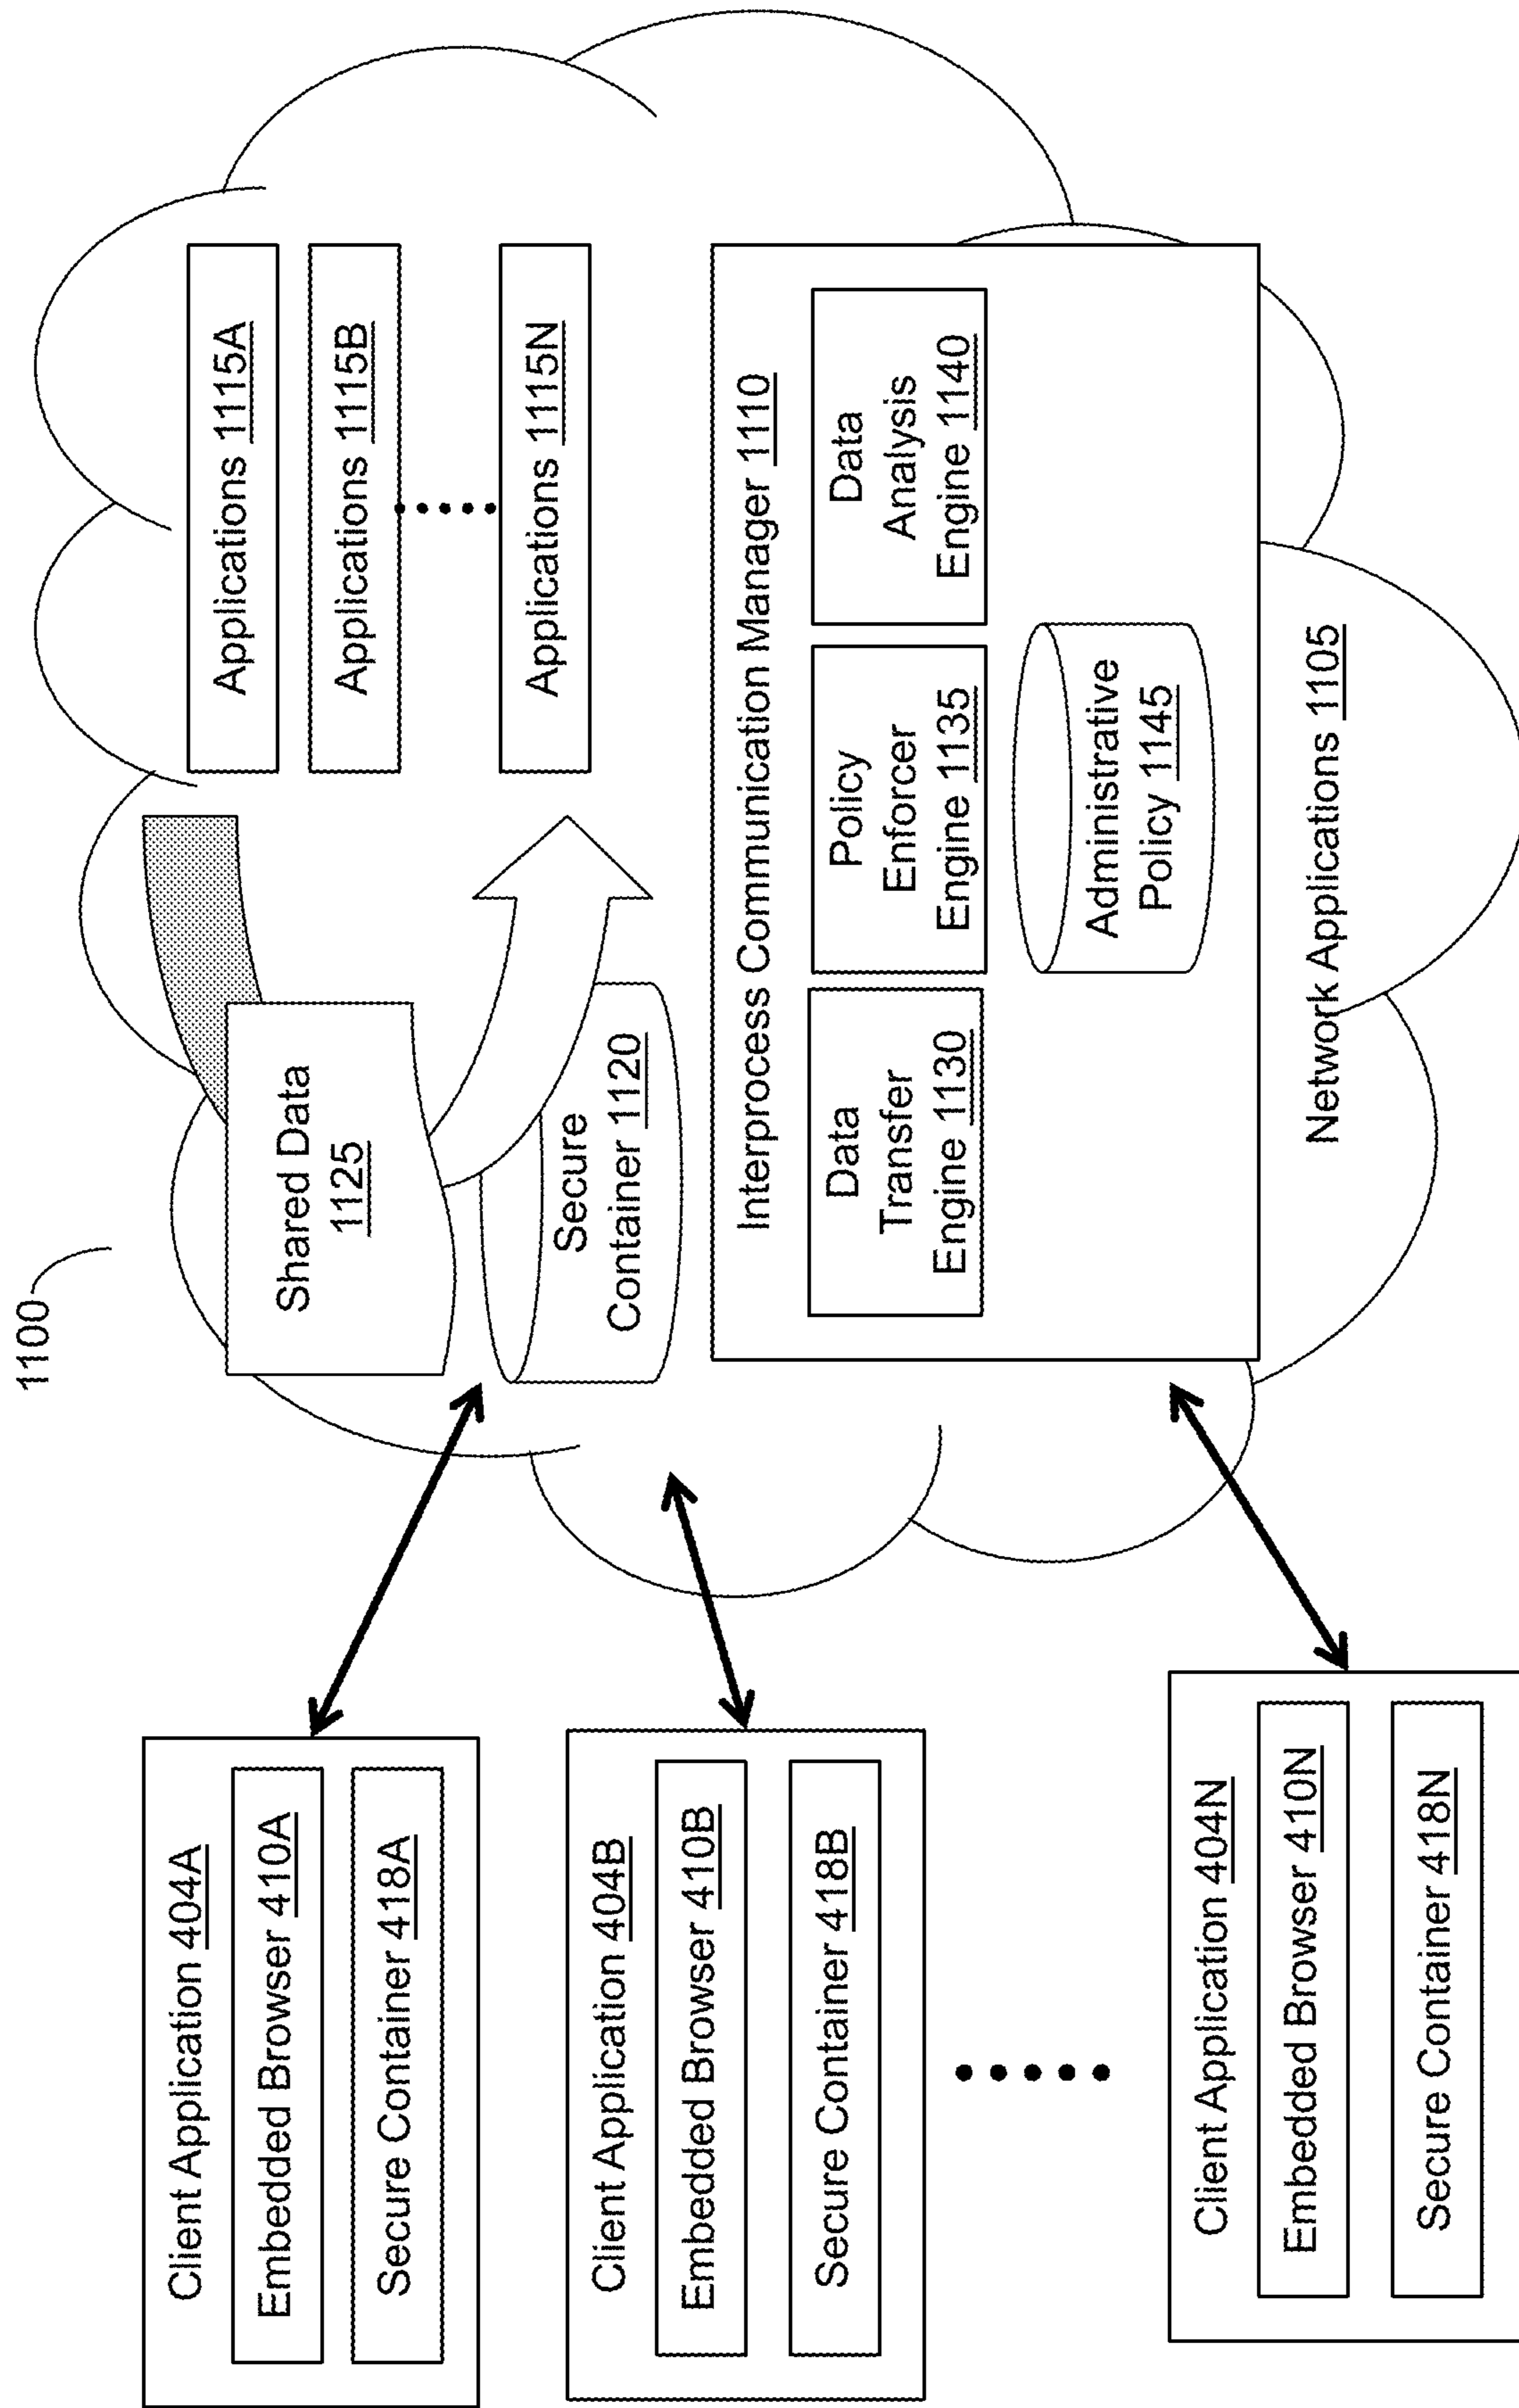 1100
Client Application 404A
Embedded Browser 410A
Secure Container 418A
Client Application 404B
Embedded Browser 410B
Secure Container 418B
Client Application 404N
Embedded Browser 410N
Secure Container 418N
Shared Data
1125
Secure
Container 1120
Applications 1115A
Applications 1115B
Applications 1115N
Interprocess Communication Manager 1110
Data
Transfer
Engine 1130
Policy
Enforcer
Engine 1135
Data
Analysis
Engine 1140
Administrative
Policy 1145
Network Applications 1105